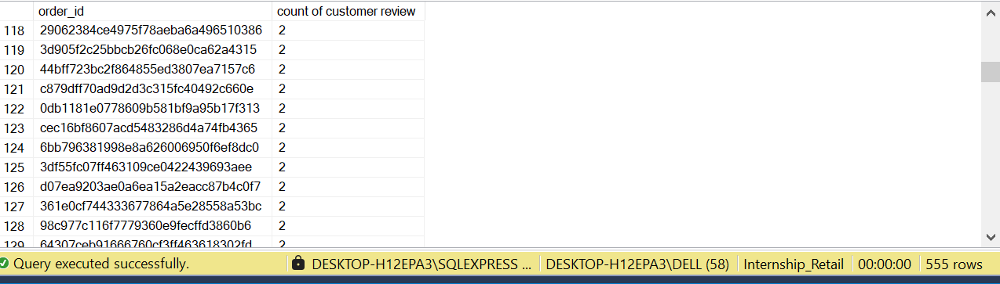 order_id count of customer review
118 29062384ce4975f78aeba6a496510386 2
119 3d905f2c25bbcb26fc068e0ca62a4315 2
120 44bff723bc2f864855ed3807ea7157c6 2
121 c879dff70ad9d2d3c315fc40492c660e 2
122 0db1181e0778609b581bf9a95b17f313 2
123 cec16bf8607acd5483286d4a74fb4365 2
124 6bb796381998e8a626006950f6ef8dc0 2
125 3df55fc07ff463109ce0422439693aee 2
126 d07ea9203ae0a6ea15a2eacc87b4c0f7 2
127 361e0cf744333677864a5e28558a53bc 2
128 98c977c116f7779360e9fecffd3860b6 2
129 64307ceb91666760cf3ff463618302fd 2
Query executed successfully. DESKTOP-H12EPA3\SQLEXPRESS ... DESKTOP-H12EPA3\DELL (58) Internship_Retail 00:00:00 555 rows